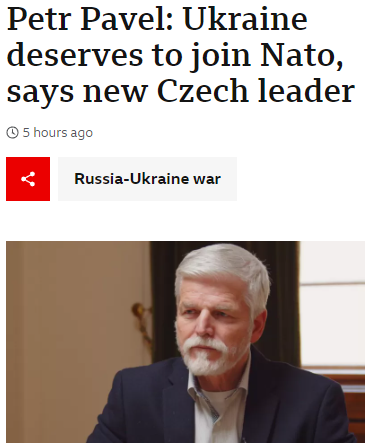 Petr Pavel: Ukraine
deserves to join Nato,
says new Czech leader
5 hours ago
Russia-Ukraine war